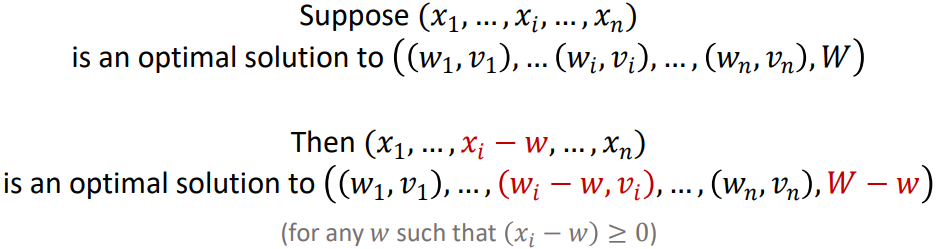 Suppose (x₁, …, xᵢ, …, xₙ)
is an optimal solution to ((w₁, v₁), … (wᵢ, vᵢ), …, (wₙ, vₙ), W)
Then (x₁, …, xᵢ − w, …, xₙ)
is an optimal solution to ((w₁, v₁), …, (wᵢ − w, vᵢ), …, (wₙ, vₙ), W − w)
(for any w such that (xᵢ − w) ≥ 0)